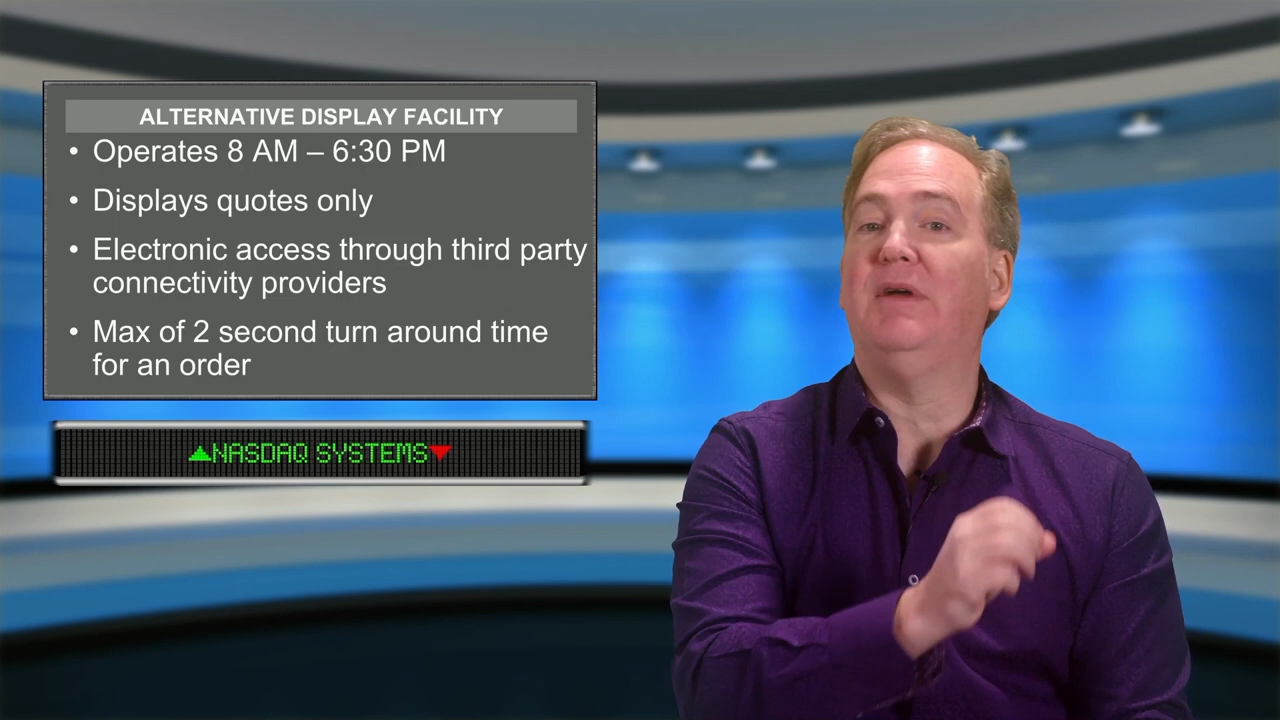 ALTERNATIVE DISPLAY FACILITY
• Operates 8 AM – 6:30 PM
• Displays quotes only
• Electronic access through third party
connectivity providers
• Max of 2 second turn around time
for an order
▲NASDAQ SYSTEMS▼